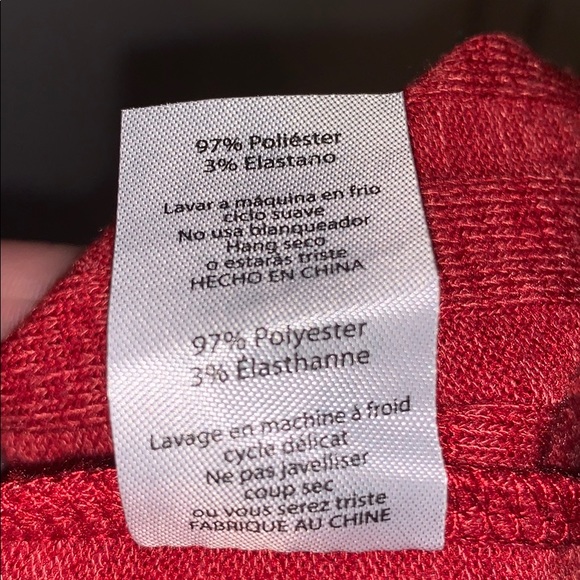 97% Poliéster
3% Elastano
Lavar a máquina en frio
ciclo suave
No usa blanqueador
Hang seco
o estarás triste
HECHO EN CHINA
97% Polyester
3% Élasthanne
Lavage en machine à froid
cycle délicat
Ne pas javelliser
coup sec
ou vous serez triste
FABRIQUE AU CHINE